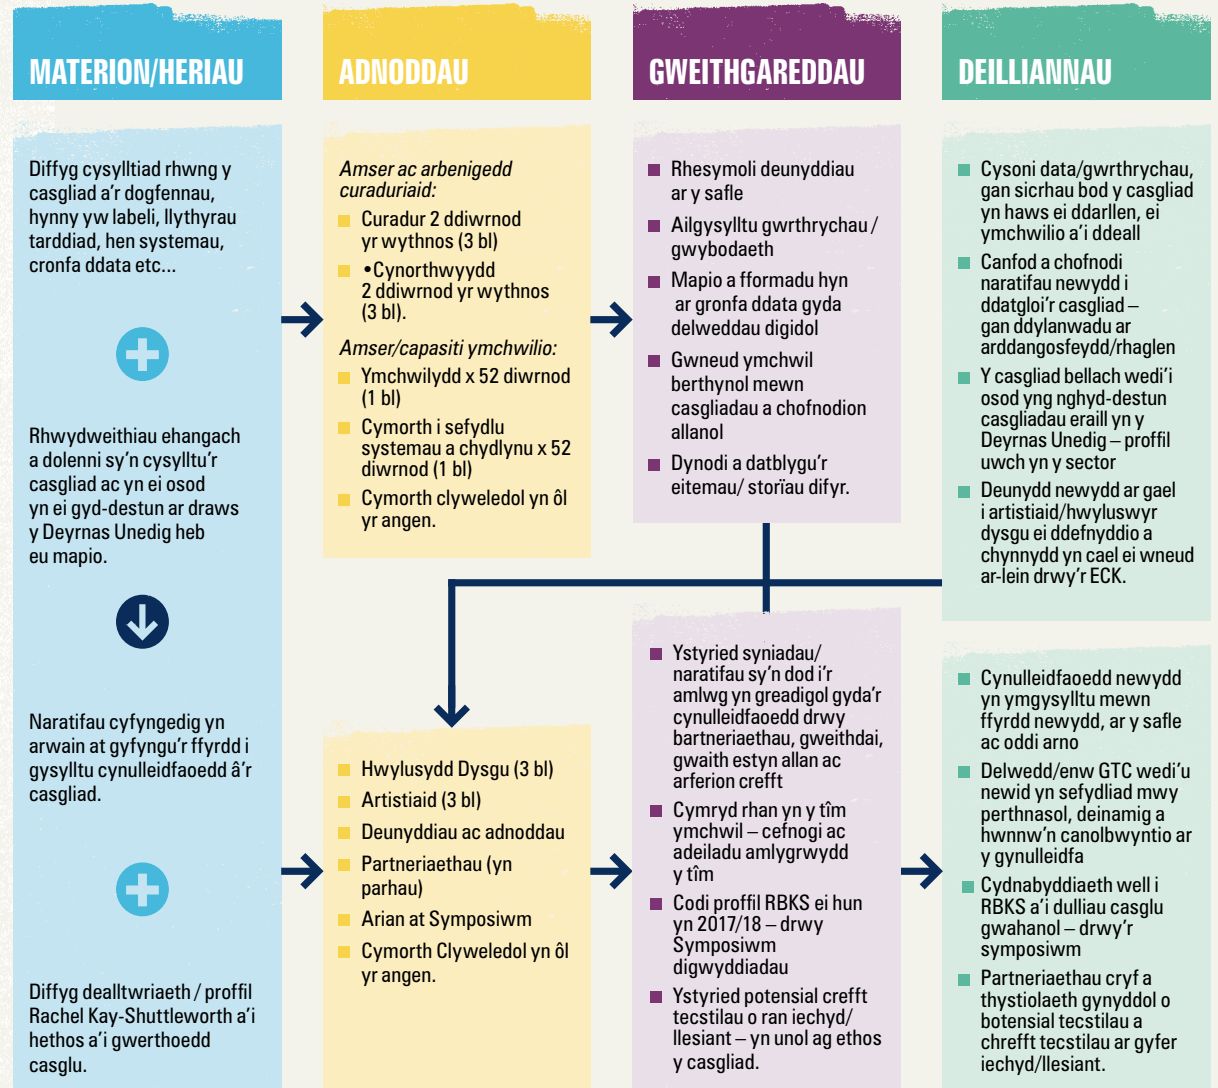 MATERION/HERIAU
Diffyg cysylltiad rhwng y
casgliad a'r dogfennau,
hynny yw labeli, llythyrau
tarddiad, hen systemau,
cronfa ddata etc...
Rhwydweithiau ehangach
a dolenni sy'n cysylltu'r
casgliad ac yn ei osod
yn ei gyd-destun ar draws
y Deyrnas Unedig heb
eu mapio.
Naratifau cyfyngedig yn
arwain at gyfyngu'r ffyrdd i
gysylltu cynulleidfaoedd â'r
casgliad.
Diffyg dealltwriaeth / proffil
Rachel Kay-Shuttleworth a'i
hethos a'i gwerthoedd
casglu.
ADNODDAU
Amser ac arbenigedd
curaduriaid:
Curadur 2 ddiwrnod
yr wythnos (3 bl)
•Cynorthwyydd
2 ddiwrnod yr wythnos
(3 bl).
Amser/capasiti ymchwilio:
Ymchwilydd x 52 diwrnod
(1 bl)
Cymorth i sefydlu
systemau a chydlynu x 52
diwrnod (1 bl)
Cymorth clyweledol yn ôl
yr angen.
Hwylusydd Dysgu (3 bl)
Artistiaid (3 bl)
Deunyddiau ac adnoddau
Partneriaethau (yn
parhau)
Arian at Symposiwm
Cymorth Clyweledol yn ôl
yr angen.
GWEITHGAREDDAU
Rhesymoli deunyddiau
ar y safle
Ailgysylltu gwrthrychau /
gwybodaeth
Mapio a fformadu hyn
ar gronfa ddata gyda
delweddau digidol
Gwneud ymchwil
berthynol mewn
casgliadau a chofnodion
allanol
Dynodi a datblygu'r
eitemau/ storïau difyr.
Ystyried syniadau/
naratifau sy'n dod i'r
amlwg yn greadigol gyda'r
cynulleidfaoedd drwy
bartneriaethau, gweithdai,
gwaith estyn allan ac
arferion crefft
Cymryd rhan yn y tîm
ymchwil – cefnogi ac
adeiladu amlygrwydd
y tîm
Codi proffil RBKS ei hun
yn 2017/18 – drwy
Symposiwm
digwyddiadau
Ystyried potensial crefft
tecstilau o ran iechyd/
llesiant – yn unol ag ethos
y casgliad.
DEILLIANNAU
Cysoni data/gwrthrychau,
gan sicrhau bod y casgliad
yn haws ei ddarllen, ei
ymchwilio a'i ddeall
Canfod a chofnodi
naratifau newydd i
ddatgloi'r casgliad –
gan ddylanwadu ar
arddangosfeydd/rhaglen
Y casgliad bellach wedi'i
osod yng nghyd-destun
casgliadau eraill yn y
Deyrnas Unedig – proffil
uwch yn y sector
Deunydd newydd ar gael
i artistiaid/hwyluswyr
dysgu ei ddefnyddio a
chynnydd yn cael ei wneud
ar-lein drwy'r ECK.
Cynulleidfaoedd newydd
yn ymgysylltu mewn
ffyrdd newydd, ar y safle
ac oddi arno
Delwedd/enw GTC wedi'u
newid yn sefydliad mwy
perthnasol, deinamig a
hwnnw'n canolbwyntio ar
y gynulleidfa
Cydnabyddiaeth well i
RBKS a'i dulliau casglu
gwahanol – drwy'r
symposiwm
Partneriaethau cryf a
thystiolaeth gynyddol o
botensial tecstilau a
chrefft tecstilau ar gyfer
iechyd/llesiant.